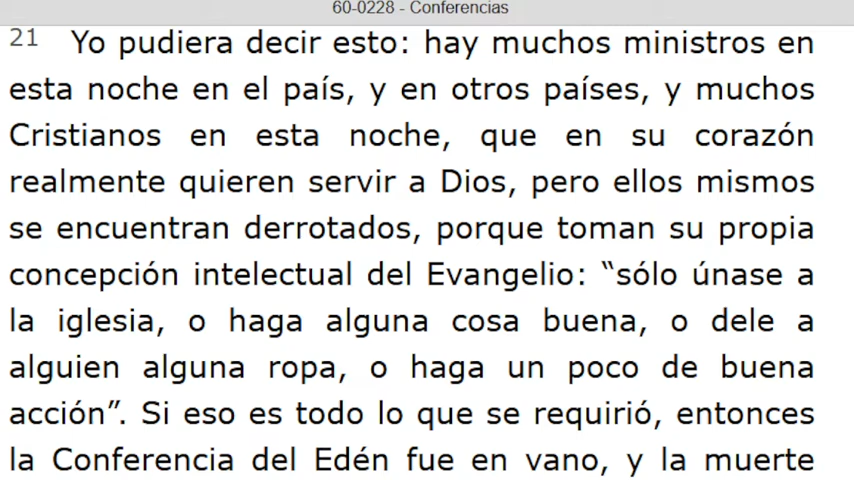 60-0228 - Conferencias
21 Yo pudiera decir esto: hay muchos ministros en
esta noche en el país, y en otros países, y muchos
Cristianos en esta noche, que en su corazón
realmente quieren servir a Dios, pero ellos mismos
se encuentran derrotados, porque toman su propia
concepción intelectual del Evangelio: “sólo únase a
la iglesia, o haga alguna cosa buena, o dele a
alguien alguna ropa, o haga un poco de buena
acción”. Si eso es todo lo que se requirió, entonces
la Conferencia del Edén fue en vano, y la muerte